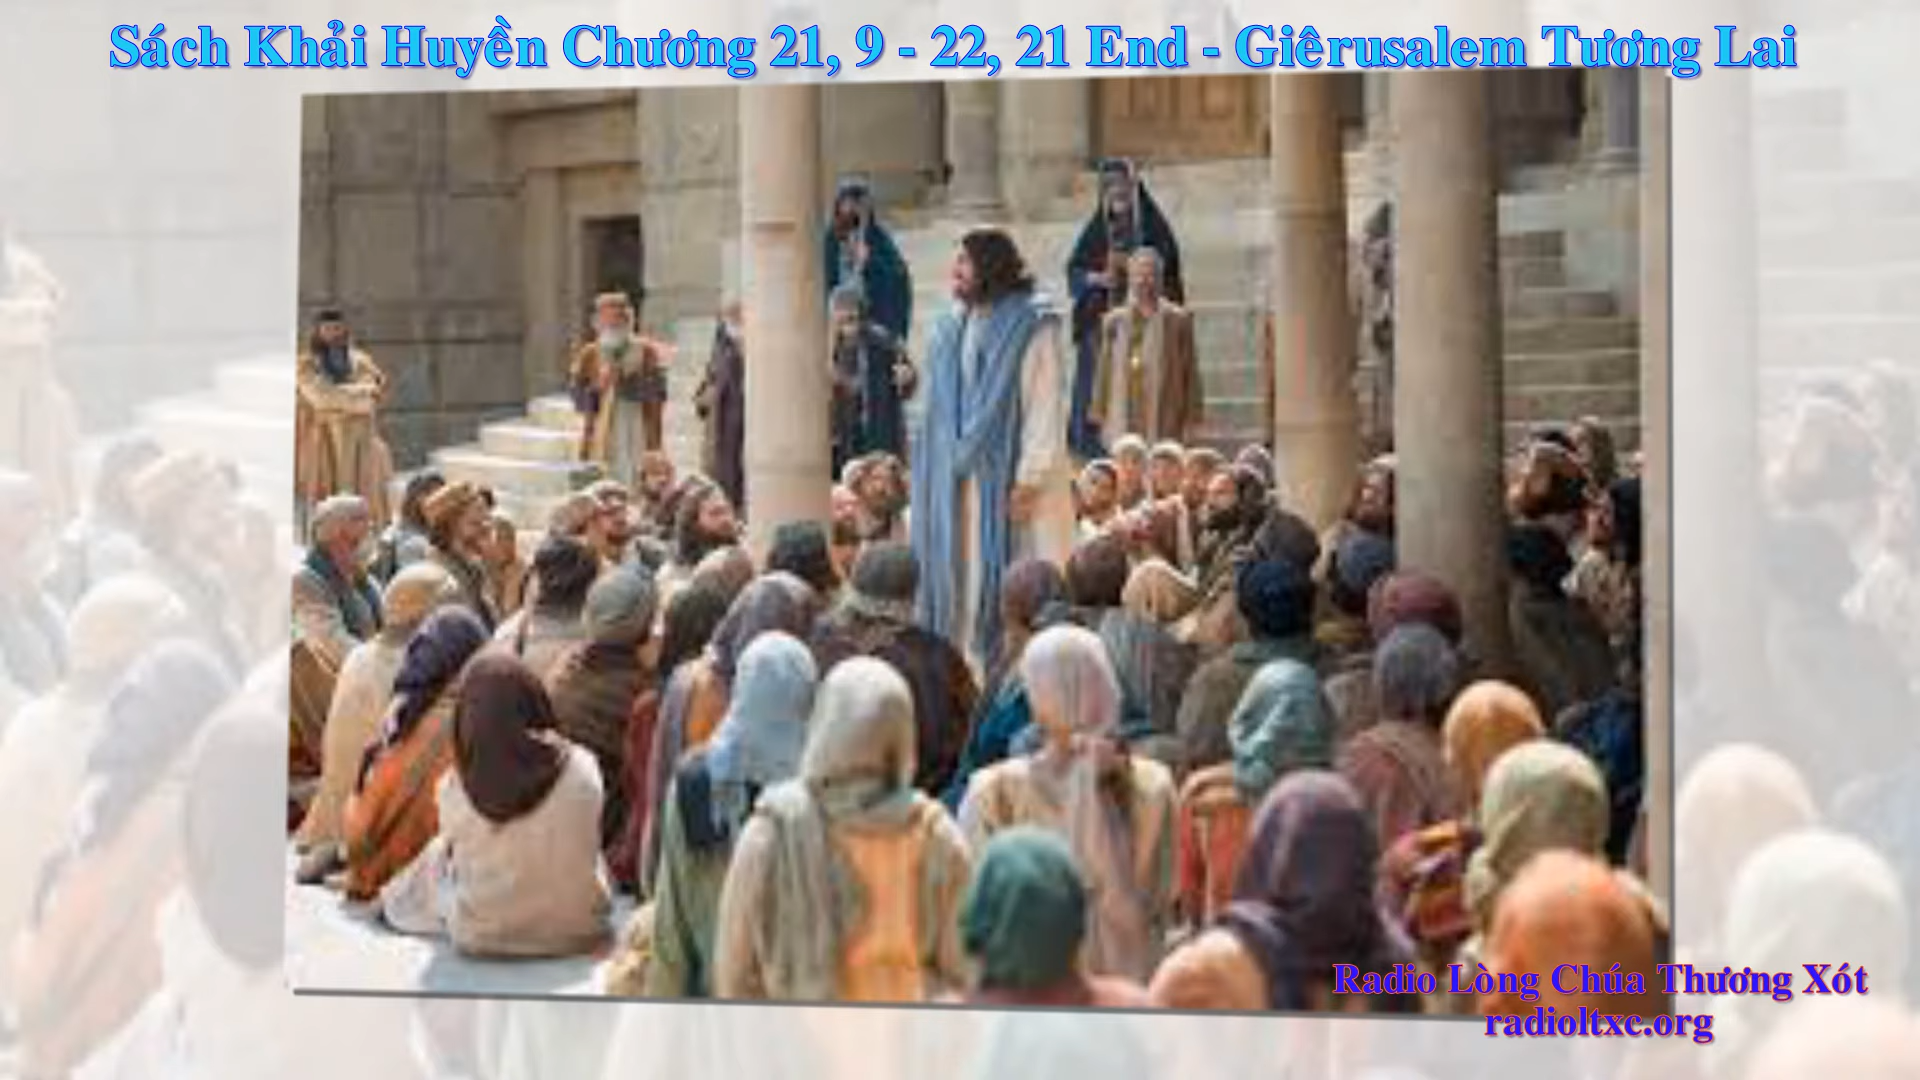 Sách Khải Huyền Chương 21, 9 - 22, 21 End - Giêrusalem Tương Lai
Radio Lòng Chúa Thương Xót
radioltxc.org